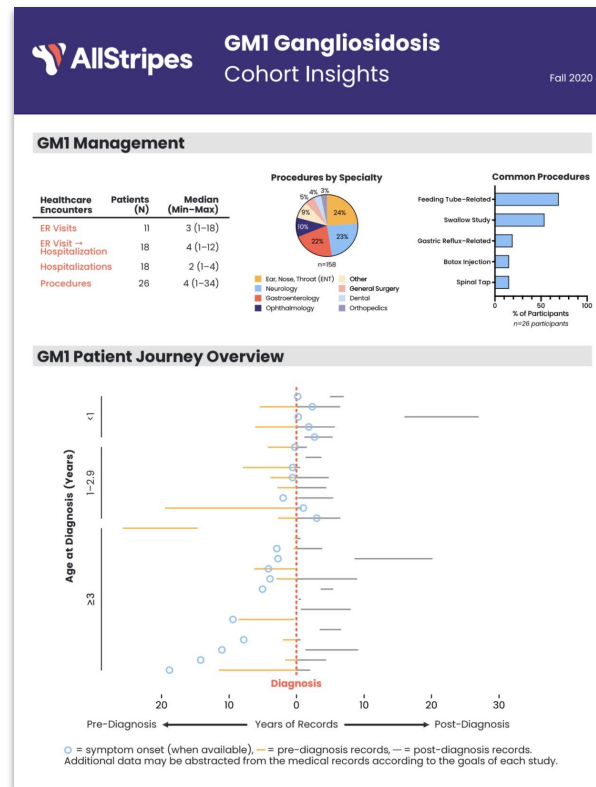 AllStripes
GM1 Gangliosidosis
Cohort Insights
Fall 2020
GM1 Management
Healthcare Encounters Patients (N) Median (Min–Max)
ER Visits 11 3 (1–18)
ER Visit → Hospitalization 18 4 (1–12)
Hospitalizations 18 2 (1–4)
Procedures 26 4 (1–34)
Procedures by Specialty
3%
4%
5%
9%
10%
22%
23%
24%
n=158
Ear, Nose, Throat (ENT)
Neurology
Gastroenterology
Ophthalmology
Other
General Surgery
Dental
Orthopedics
Common Procedures
Feeding Tube–Related
Swallow Study
Gastric Reflux–Related
Botox Injection
Spinal Tap
0 50 100
% of Participants
n=26 participants
GM1 Patient Journey Overview
Age at Diagnosis (Years)
<1
1–2.9
≥3
Diagnosis
20 10 0 10 20 30
Pre-Diagnosis Years of Records Post-Diagnosis
= symptom onset (when available), — = pre-diagnosis records, — = post-diagnosis records.
Additional data may be abstracted from the medical records according to the goals of each study.